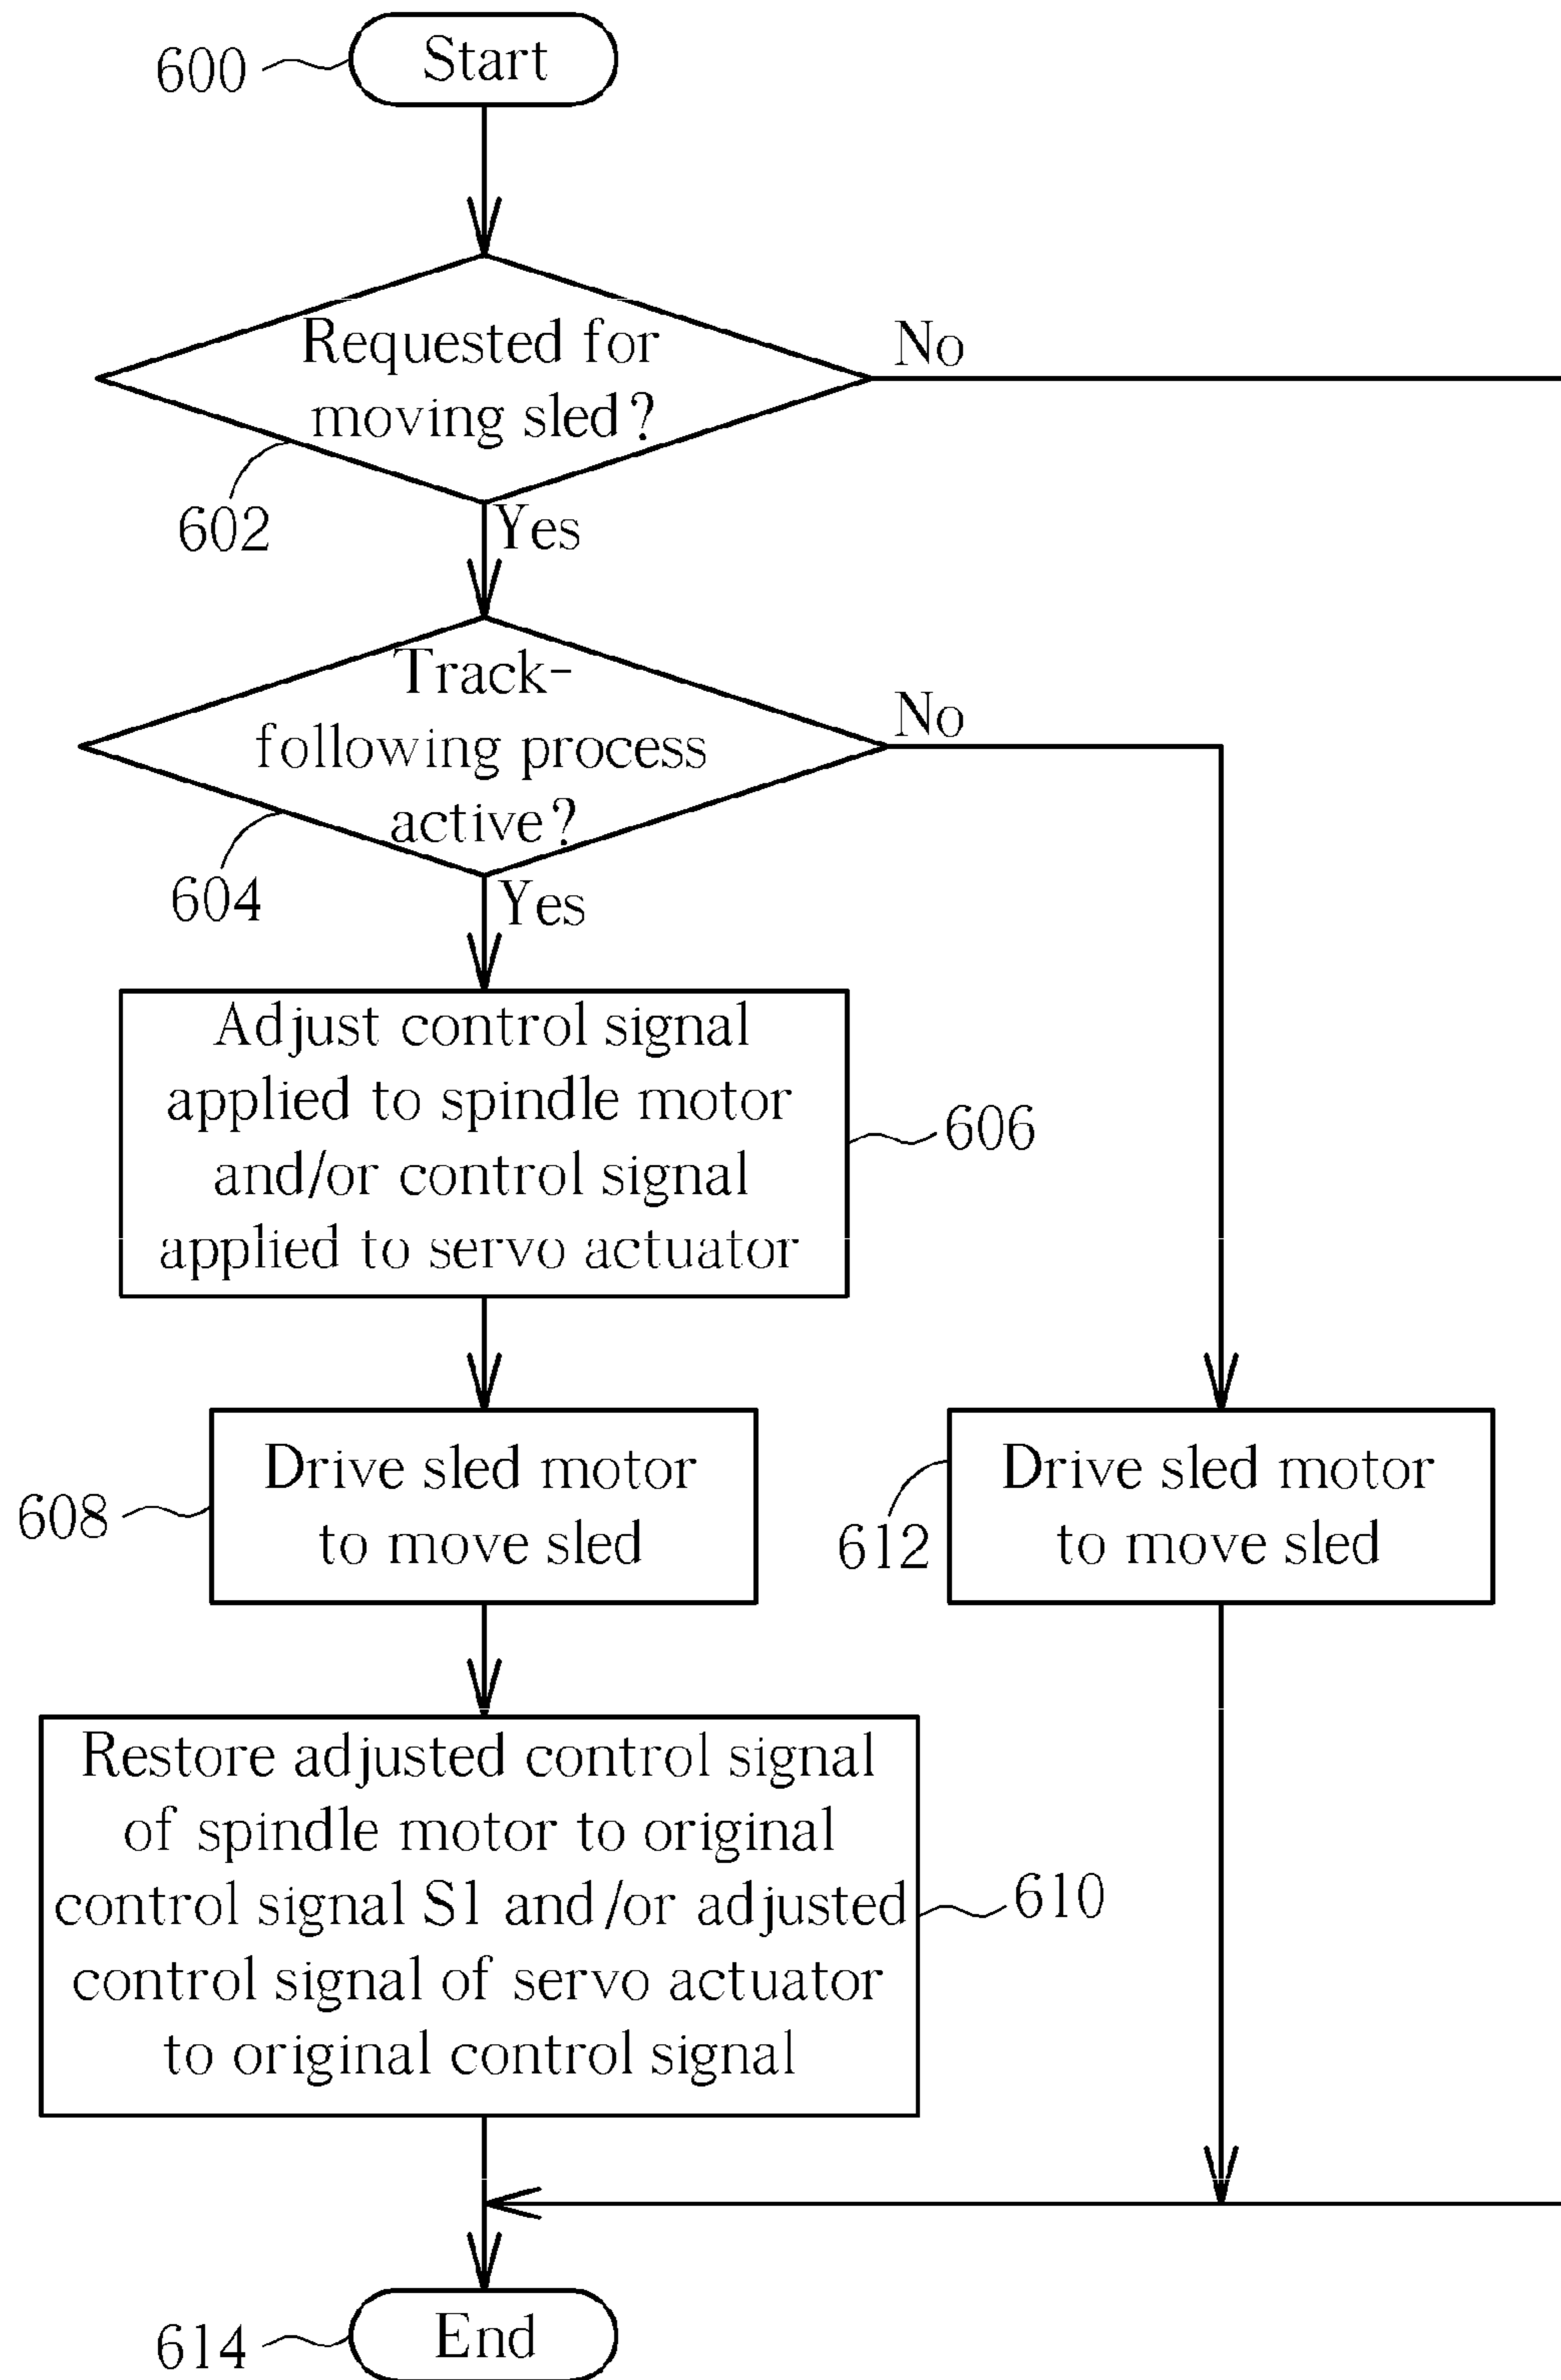 600
Start
Requested for
moving sled?
No
602
Yes
Track-
following process
active?
No
604
Yes
Adjust control signal
applied to spindle motor
and/or control signal
applied to servo actuator
606
Drive sled motor
to move sled
608
Drive sled motor
to move sled
612
Restore adjusted control signal
of spindle motor to original
control signal S1 and/or adjusted
control signal of servo actuator
to original control signal
610
614
End